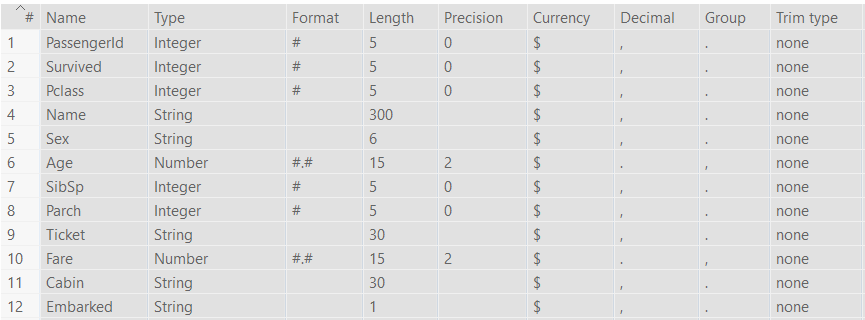 # Name Type Format Length Precision Currency Decimal Group Trim type
1 PassengerId Integer # 5 0 $ , . none
2 Survived Integer # 5 0 $ , . none
3 Pclass Integer # 5 0 $ , . none
4 Name String 300 $ , . none
5 Sex String 6 $ , . none
6 Age Number #.# 15 2 $ . , none
7 SibSp Integer # 5 0 $ , . none
8 Parch Integer # 5 0 $ , . none
9 Ticket String 30 $ , . none
10 Fare Number #.# 15 2 $ . , none
11 Cabin String 30 $ , . none
12 Embarked String 1 $ , . none